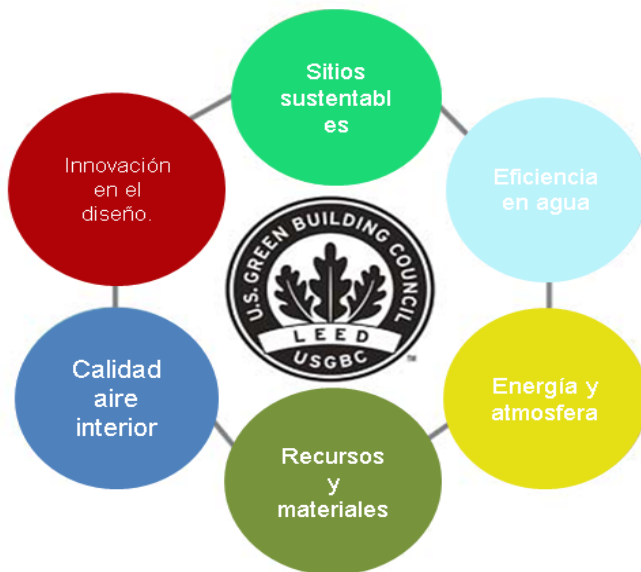 Sitios
sustentabl
es
Eficiencia
en agua
Energía y
atmosfera
Recursos
y
materiales
Calidad
aire
interior
Innovación
en el
diseño.
U.S. GREEN BUILDING COUNCIL
LEED
USGBC
TM